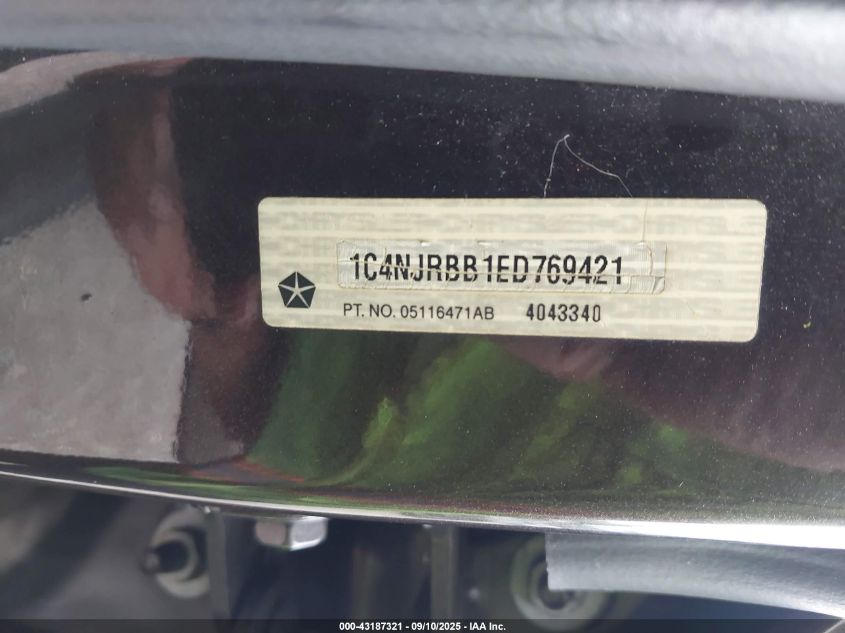 1C4NJRBB1ED769421
PT. NO. 05116471AB 4043340
000-43187321 - 09/10/2025 - IAA Inc.